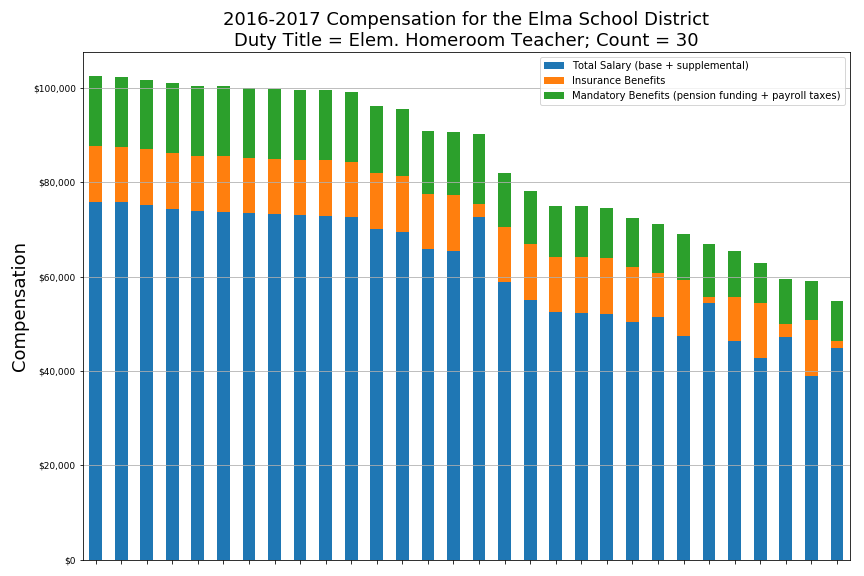 2016-2017 Compensation for the Elma School District
Duty Title = Elem. Homeroom Teacher; Count = 30
Total Salary (base + supplemental)
Insurance Benefits
Mandatory Benefits (pension funding + payroll taxes)
Compensation
$100,000
$80,000
$60,000
$40,000
$20,000
$0